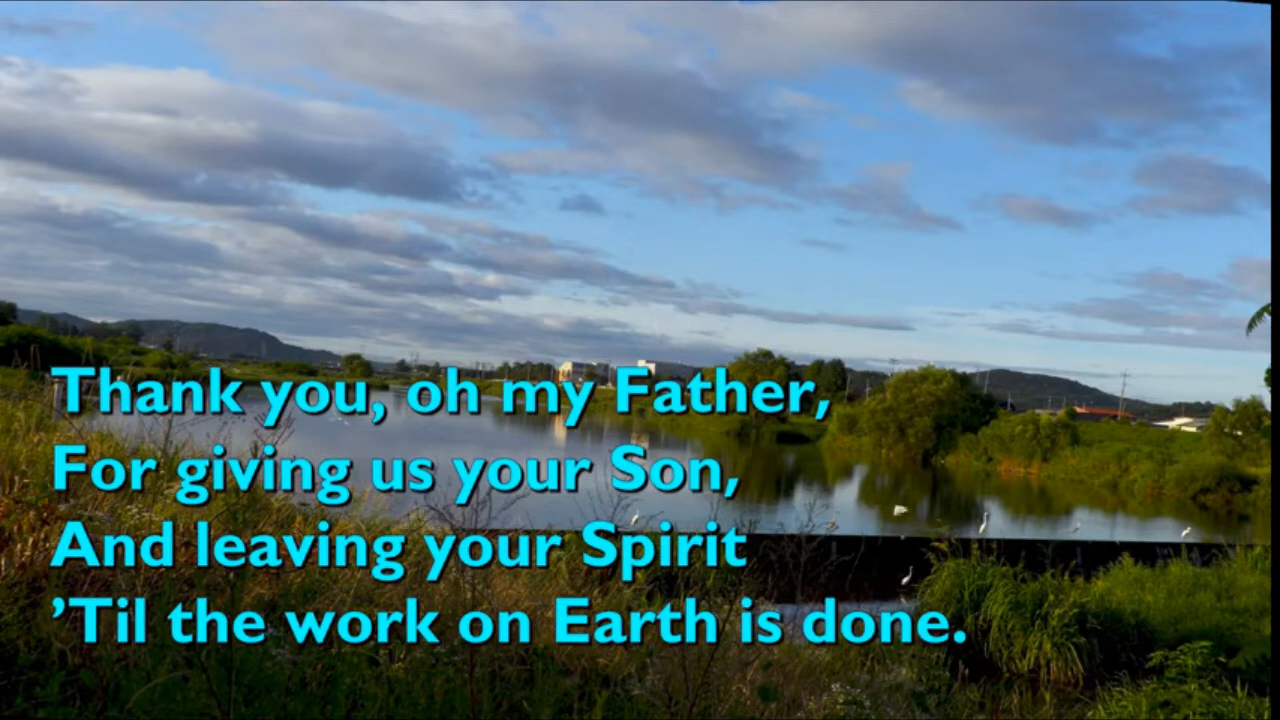 Thank you, oh my Father,
For giving us your Son,
And leaving your Spirit
’Til the work on Earth is done.